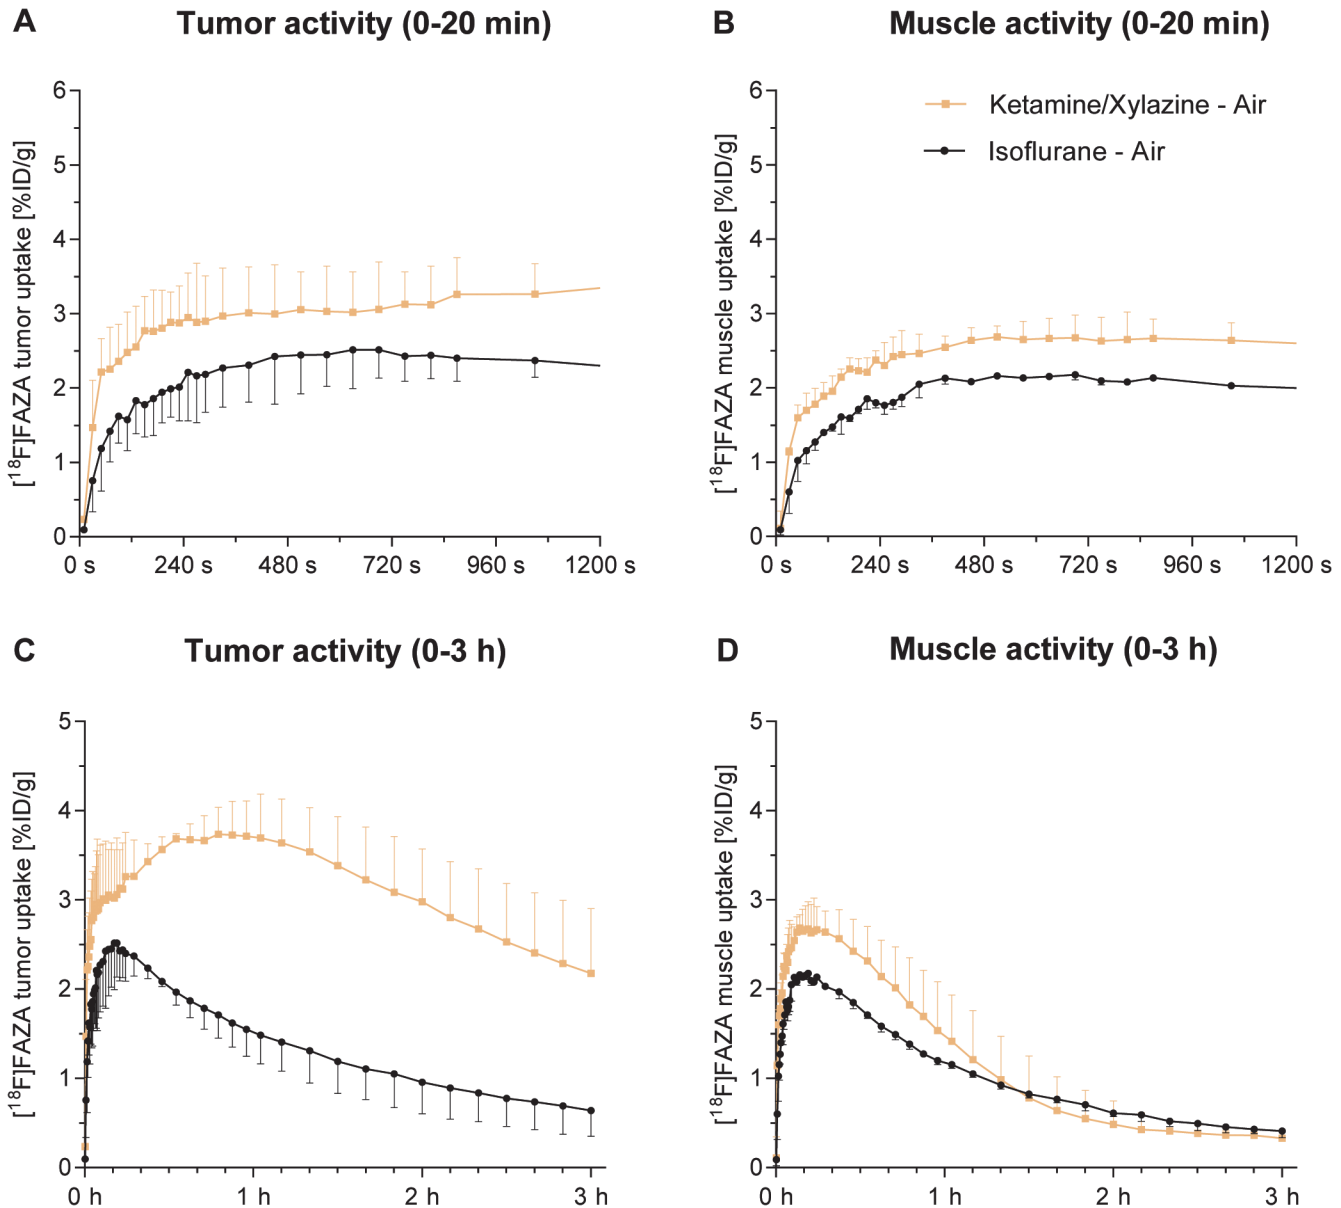 A Tumor activity (0-20 min)
[¹⁸F]FAZA tumor uptake [%ID/g]
6
5
4
3
2
1
0
0 s 240 s 480 s 720 s 960 s 1200 s
B Muscle activity (0-20 min)
Ketamine/Xylazine - Air
Isoflurane - Air
[¹⁸F]FAZA muscle uptake [%ID/g]
6
5
4
3
2
1
0
0 s 240 s 480 s 720 s 960 s 1200 s
C Tumor activity (0-3 h)
[¹⁸F]FAZA tumor uptake [%ID/g]
5
4
3
2
1
0
0 h 1 h 2 h 3 h
D Muscle activity (0-3 h)
[¹⁸F]FAZA muscle uptake [%ID/g]
5
4
3
2
1
0
0 h 1 h 2 h 3 h